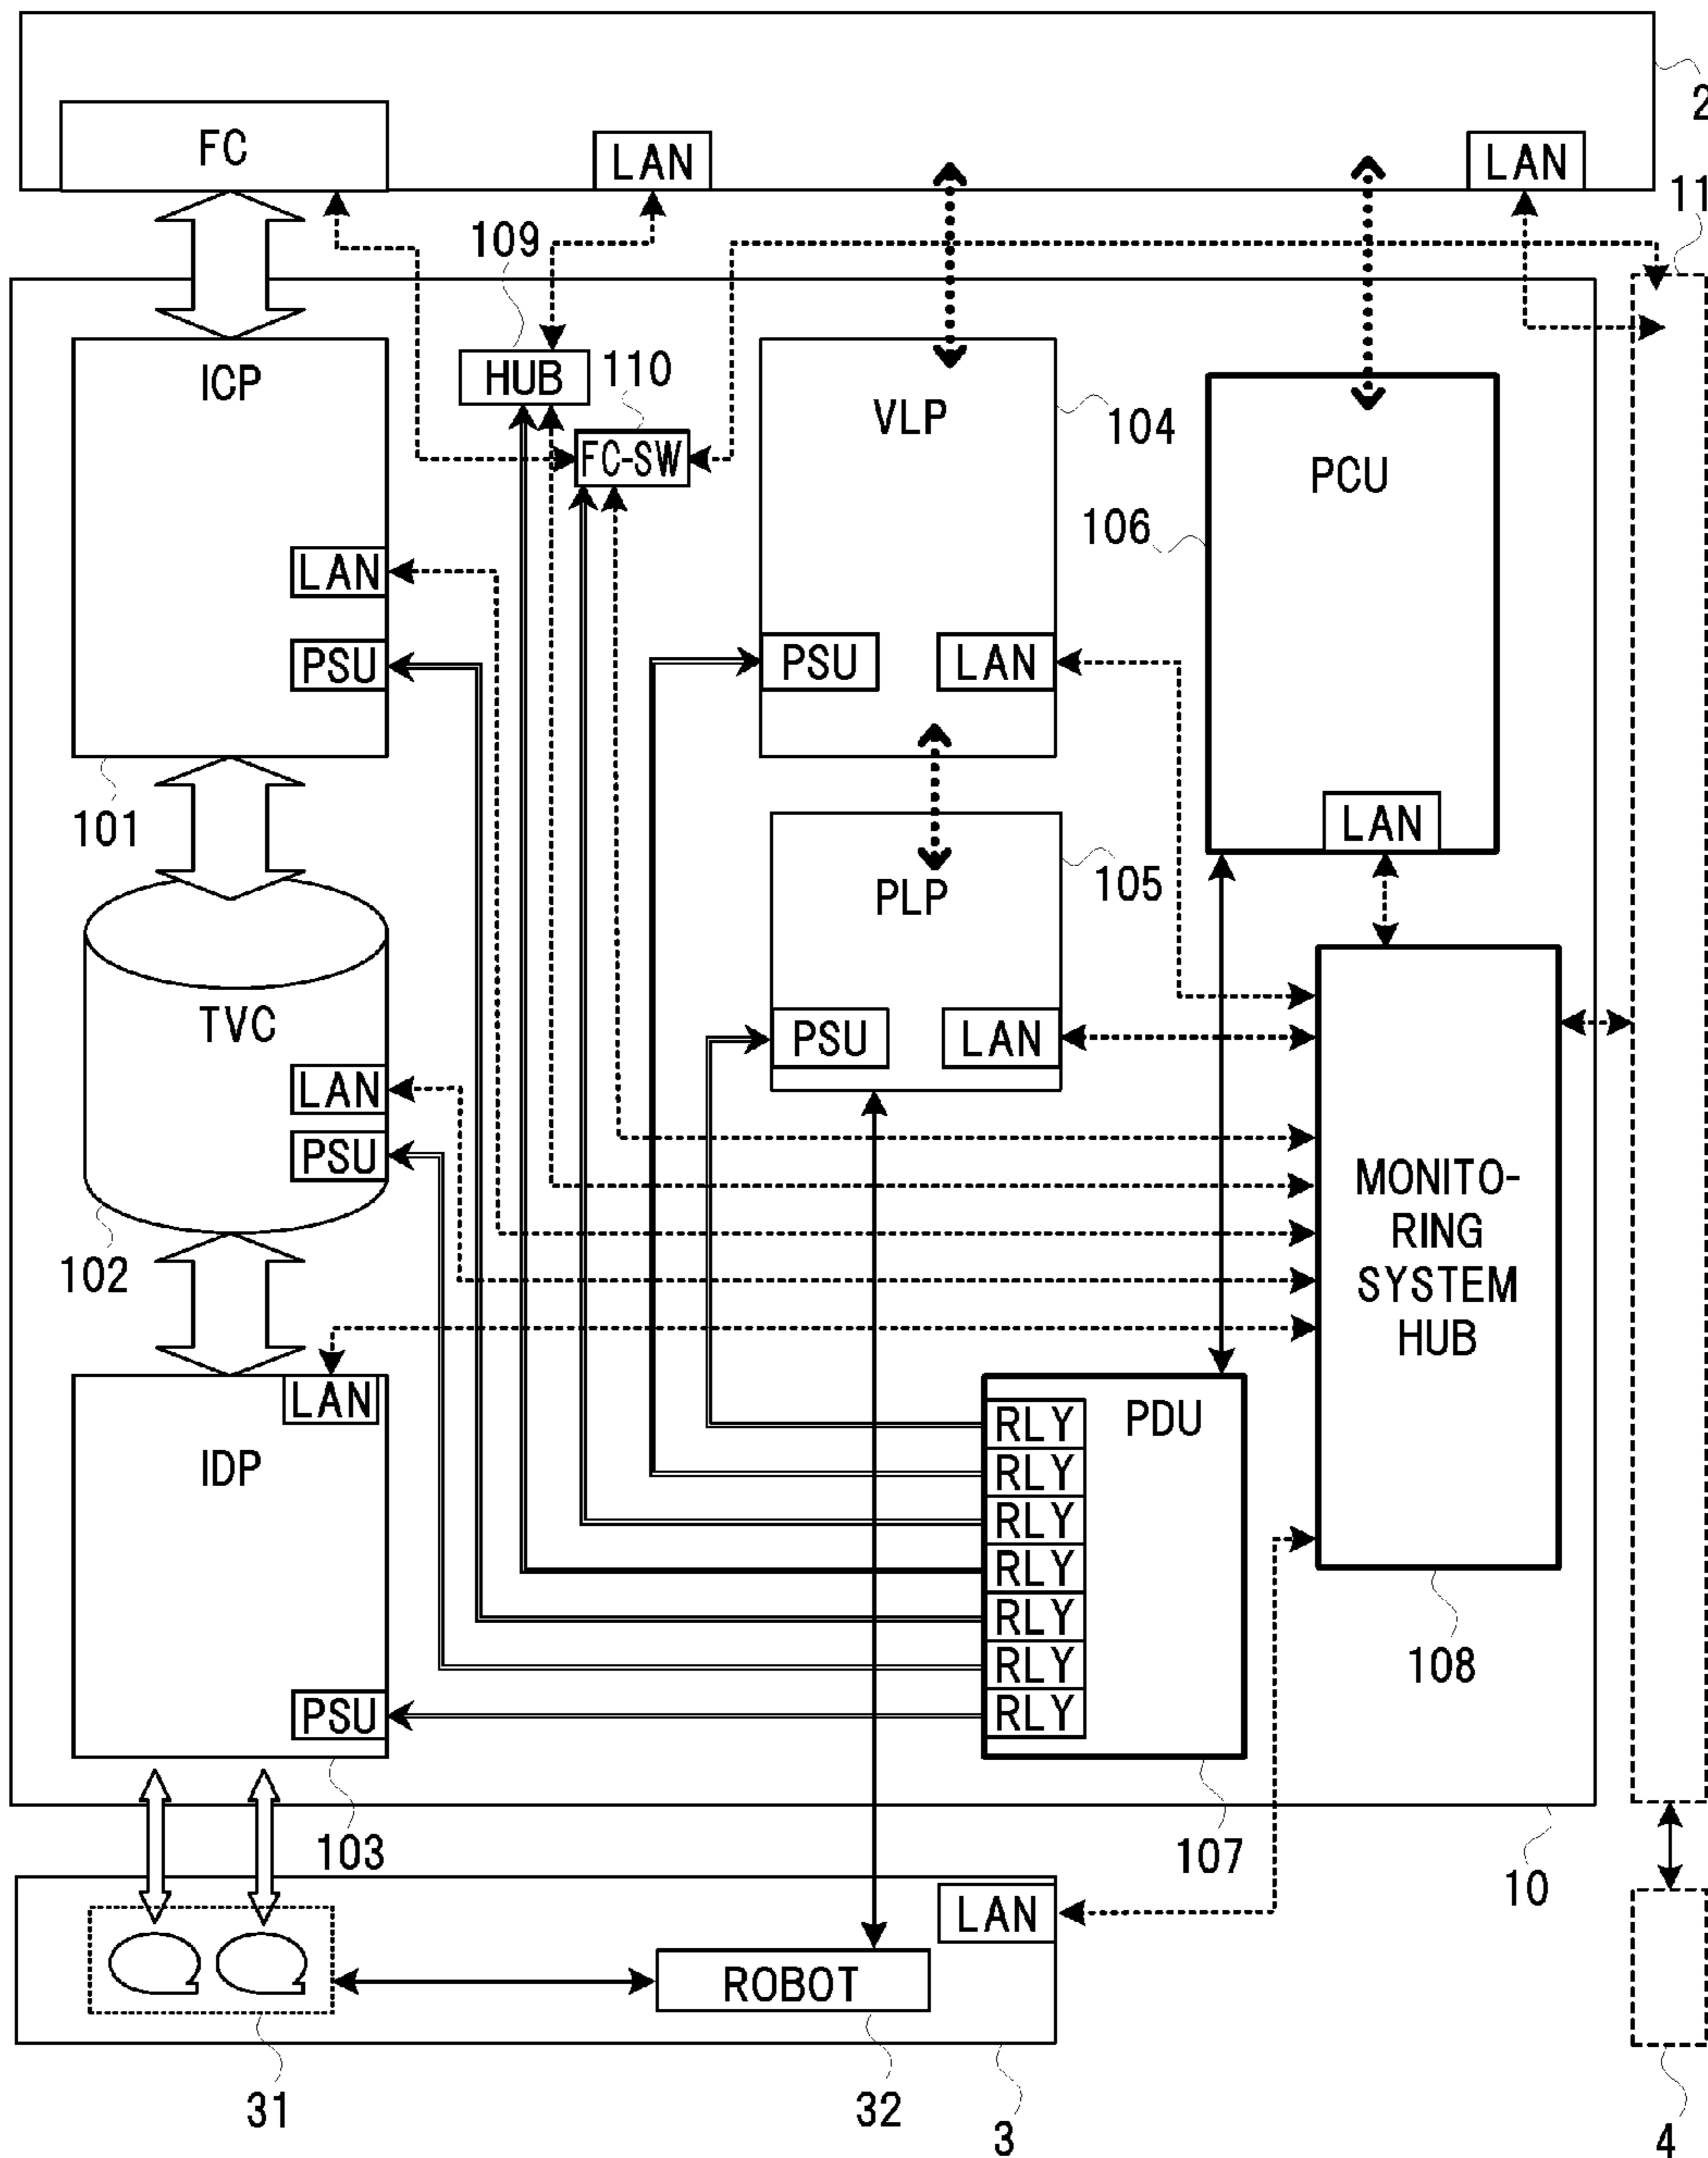 2
FC
LAN
LAN
11
109
ICP
HUB
110
FC-SW
VLP
104
PCU
106
LAN
PSU
PSU
LAN
101
LAN
PLP
105
TVC
PSU
LAN
LAN
PSU
102
MONITO-
RING
SYSTEM
HUB
LAN
IDP
RLY
PDU
RLY
RLY
RLY
RLY
RLY
RLY
PSU
108
103
107
10
LAN
ROBOT
31
32
3
4